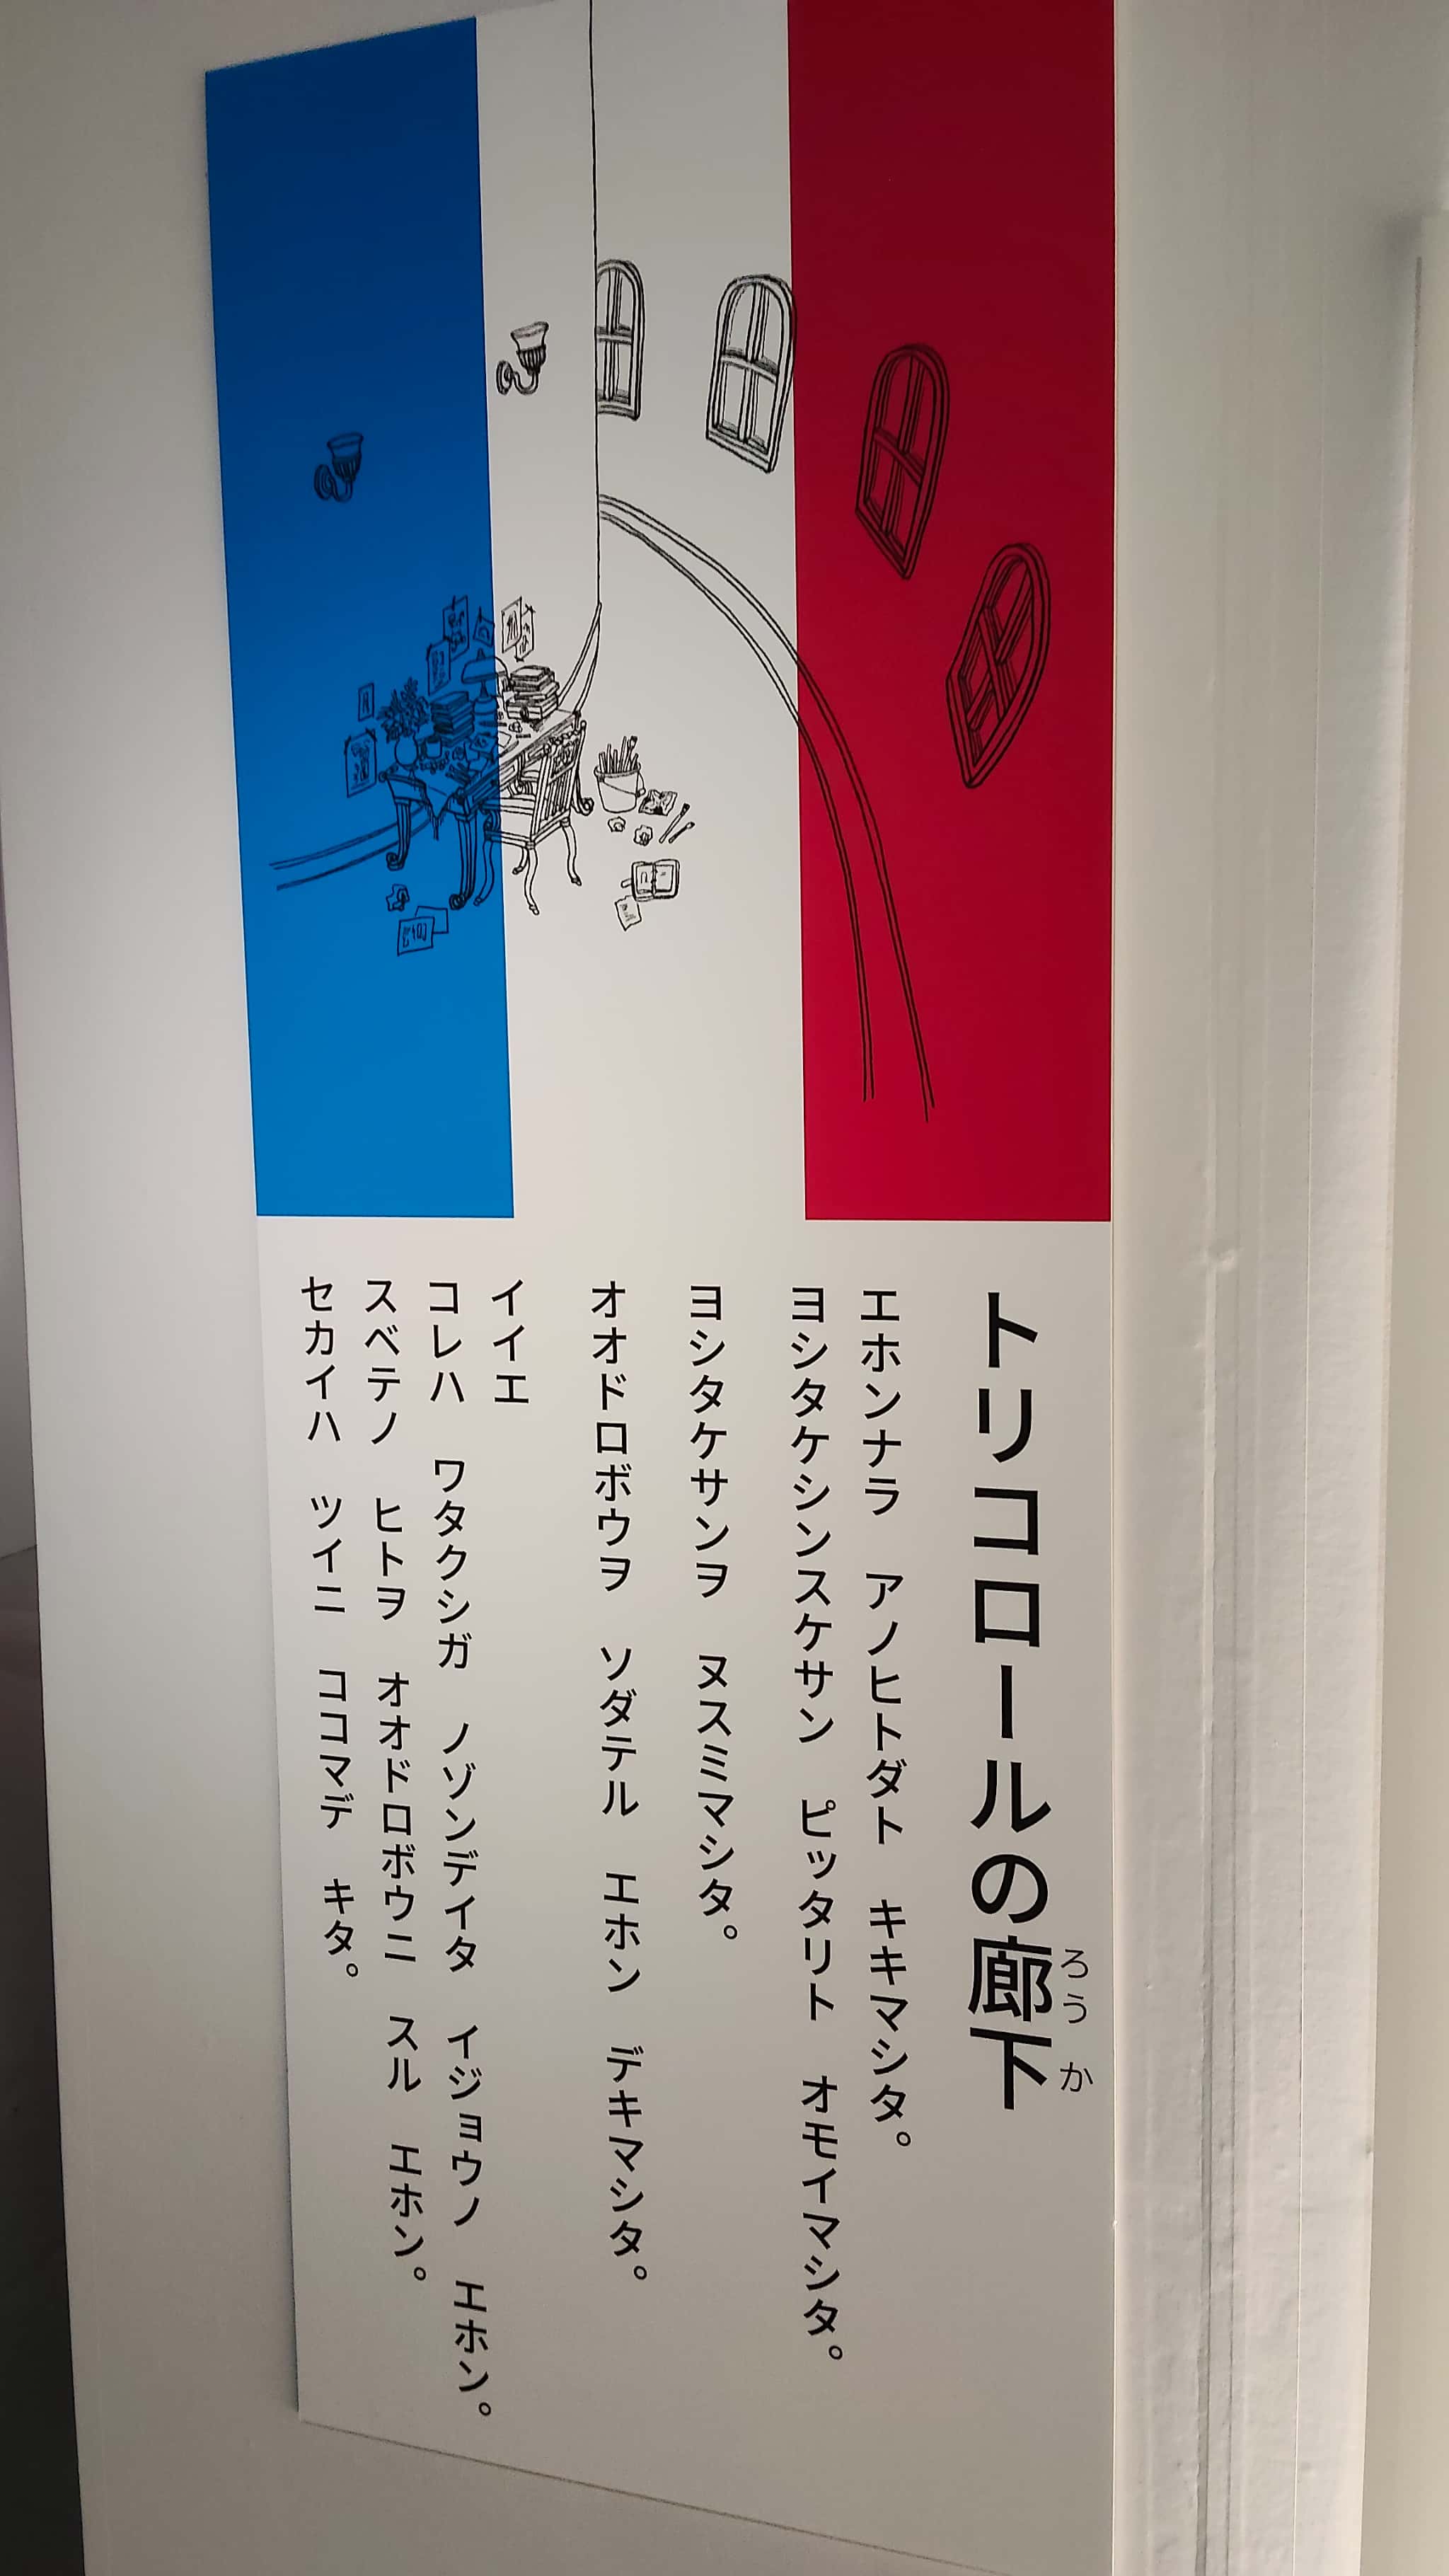 トリコロールの廊下
ろうか
エホンナラ　アノヒトダト　キキマシタ。
ヨシタケシンスケサン　ピッタリト　オモイマシタ。
ヨシタケサンヲ　ヌスミマシタ。
オオドロボウヲ　ソダテル　エホン　デキマシタ。
イイエ
コレハ　ワタクシガ　ノゾンデイタ　イジョウノ　エホン。
スベテノ　ヒトヲ　オオドロボウニ　スル　エホン。
セカイハ　ツイニ　ココマデ　キタ。